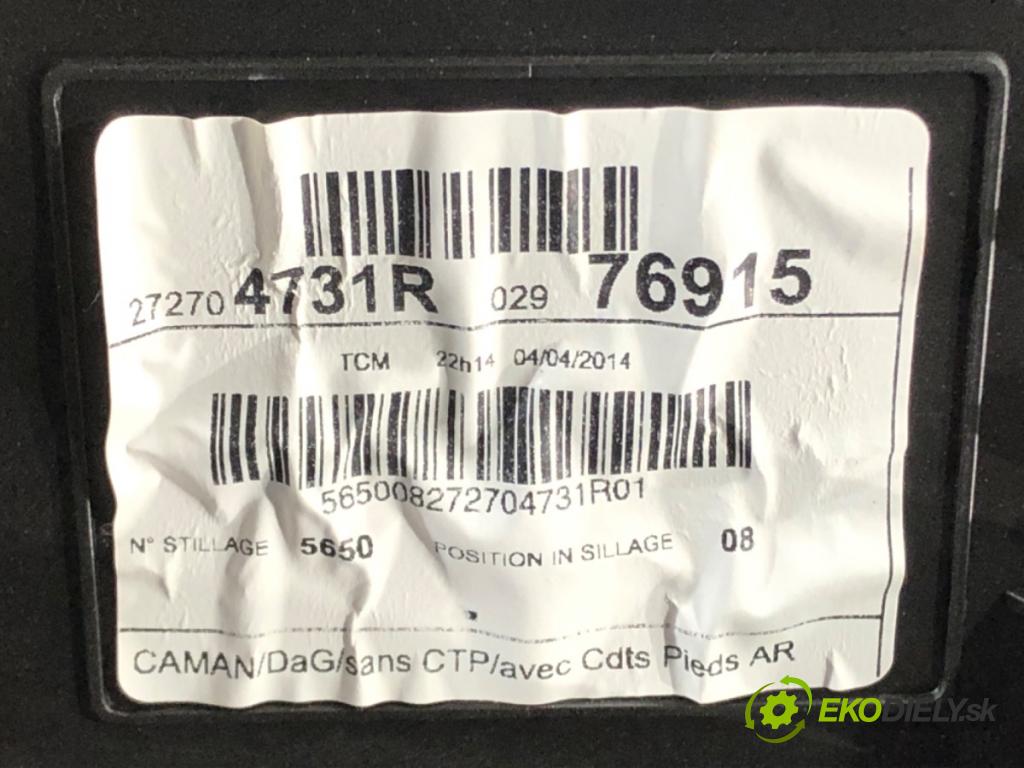 27270 4731R 029 76915
TCM 22h14 04/04/2014
565008272704731R01
N° STILLAGE 5650 POSITION IN SILLAGE 08
CAMAN/DaG/sans CTP/avec Cdts Pieds AR
EKODIELY.sk